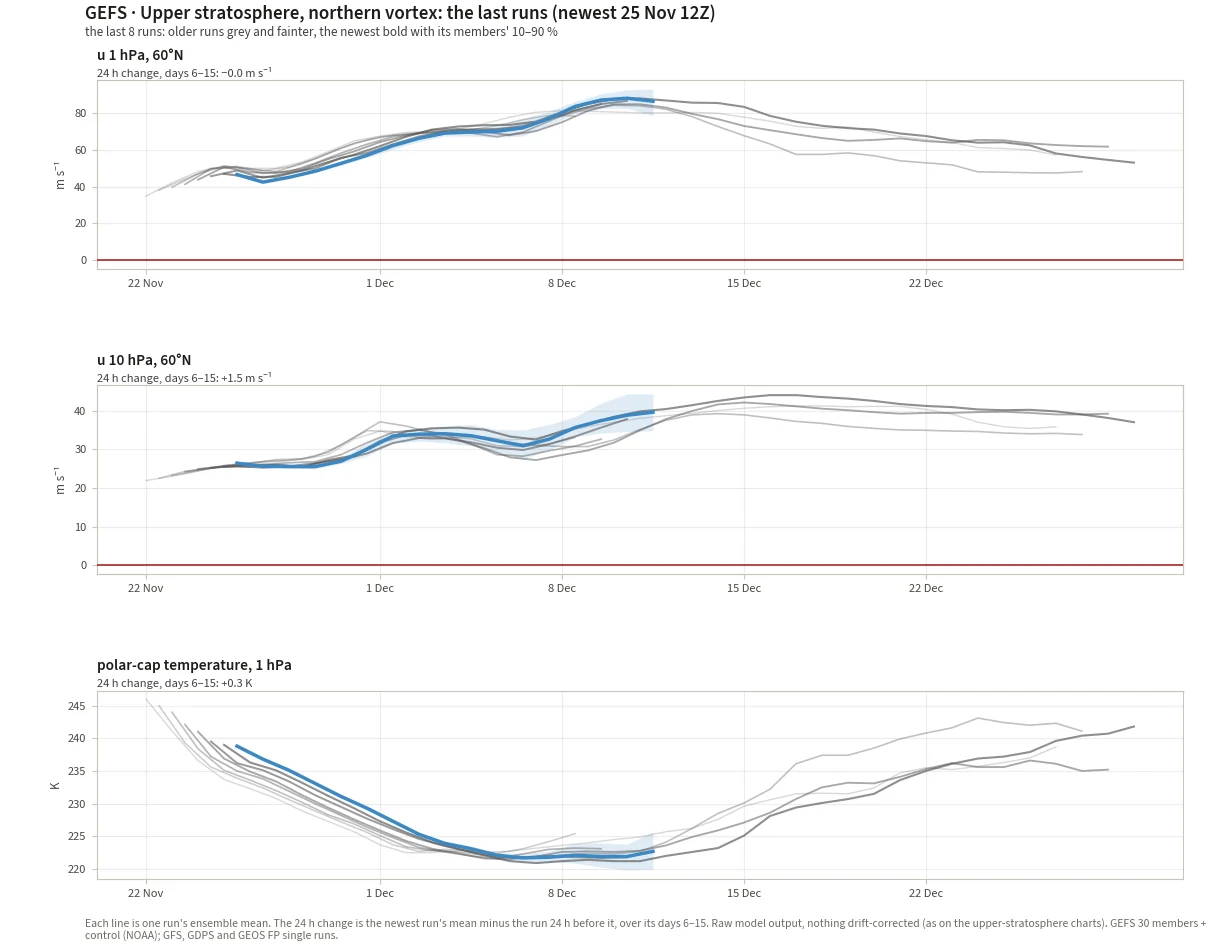 GEFS · Upper stratosphere, northern vortex: the last runs (newest 25 Nov 12Z)
the last 8 runs: older runs grey and fainter, the newest bold with its members' 10–90 %
u 1 hPa, 60°N
24 h change, days 6–15: −0.0 m s⁻¹
80
60
40
20
0
m s⁻¹
22 Nov
1 Dec
8 Dec
15 Dec
22 Dec
u 10 hPa, 60°N
24 h change, days 6–15: +1.5 m s⁻¹
40
30
20
10
0
m s⁻¹
22 Nov
1 Dec
8 Dec
15 Dec
22 Dec
polar-cap temperature, 1 hPa
24 h change, days 6–15: +0.3 K
245
240
235
230
225
220
K
22 Nov
1 Dec
8 Dec
15 Dec
22 Dec
Each line is one run's ensemble mean. The 24 h change is the newest run's mean minus the run 24 h before it, over its days 6–15. Raw model output, nothing drift-corrected (as on the upper-stratosphere charts). GEFS 30 members +
control (NOAA); GFS, GDPS and GEOS FP single runs.